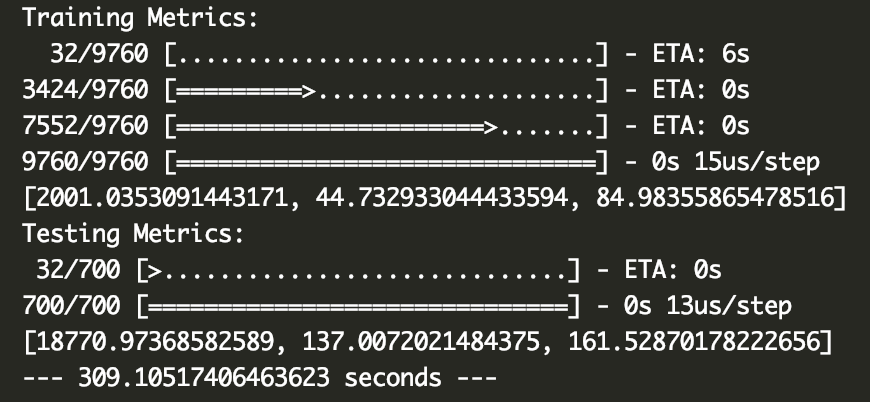 Training Metrics:
32/9760 [..............................] - ETA: 6s
3424/9760 [=========>....................] - ETA: 0s
7552/9760 [======================>.......] - ETA: 0s
9760/9760 [==============================] - 0s 15us/step
[2001.0353091443171, 44.732933044433594, 84.98355865478516]
Testing Metrics:
32/700 [>.............................] - ETA: 0s
700/700 [==============================] - 0s 13us/step
[18770.97368582589, 137.0072021484375, 161.52870178222656]
--- 309.10517406463623 seconds ---